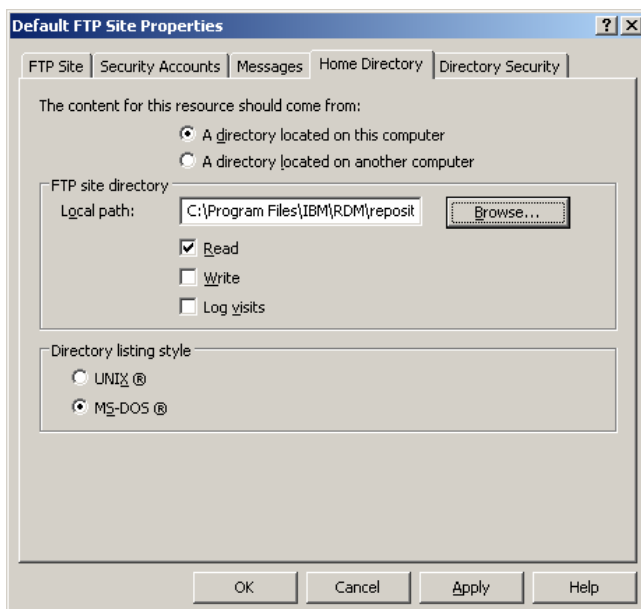 Default FTP Site Properties
FTP Site Security Accounts Messages Home Directory Directory Security
The content for this resource should come from:
A directory located on this computer
A directory located on another computer
FTP site directory
Local path: C:\Program Files\IBM\RDM\reposit Browse...
Read
Write
Log visits
Directory listing style
UNIX ®
MS-DOS ®
OK Cancel Apply Help